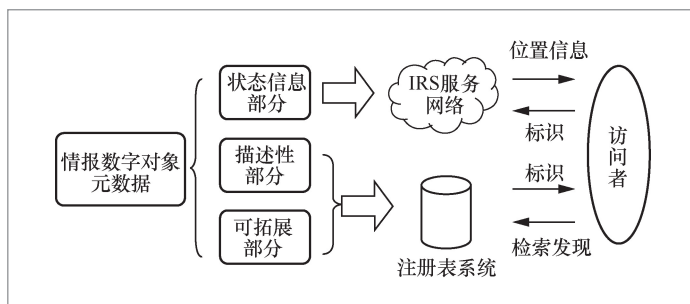 情报数字对象
元数据
状态信息
部分
描述性
部分
可拓展
部分
IRS服务
网络
注册表系统
位置信息
标识
标识
检索发现
访问者